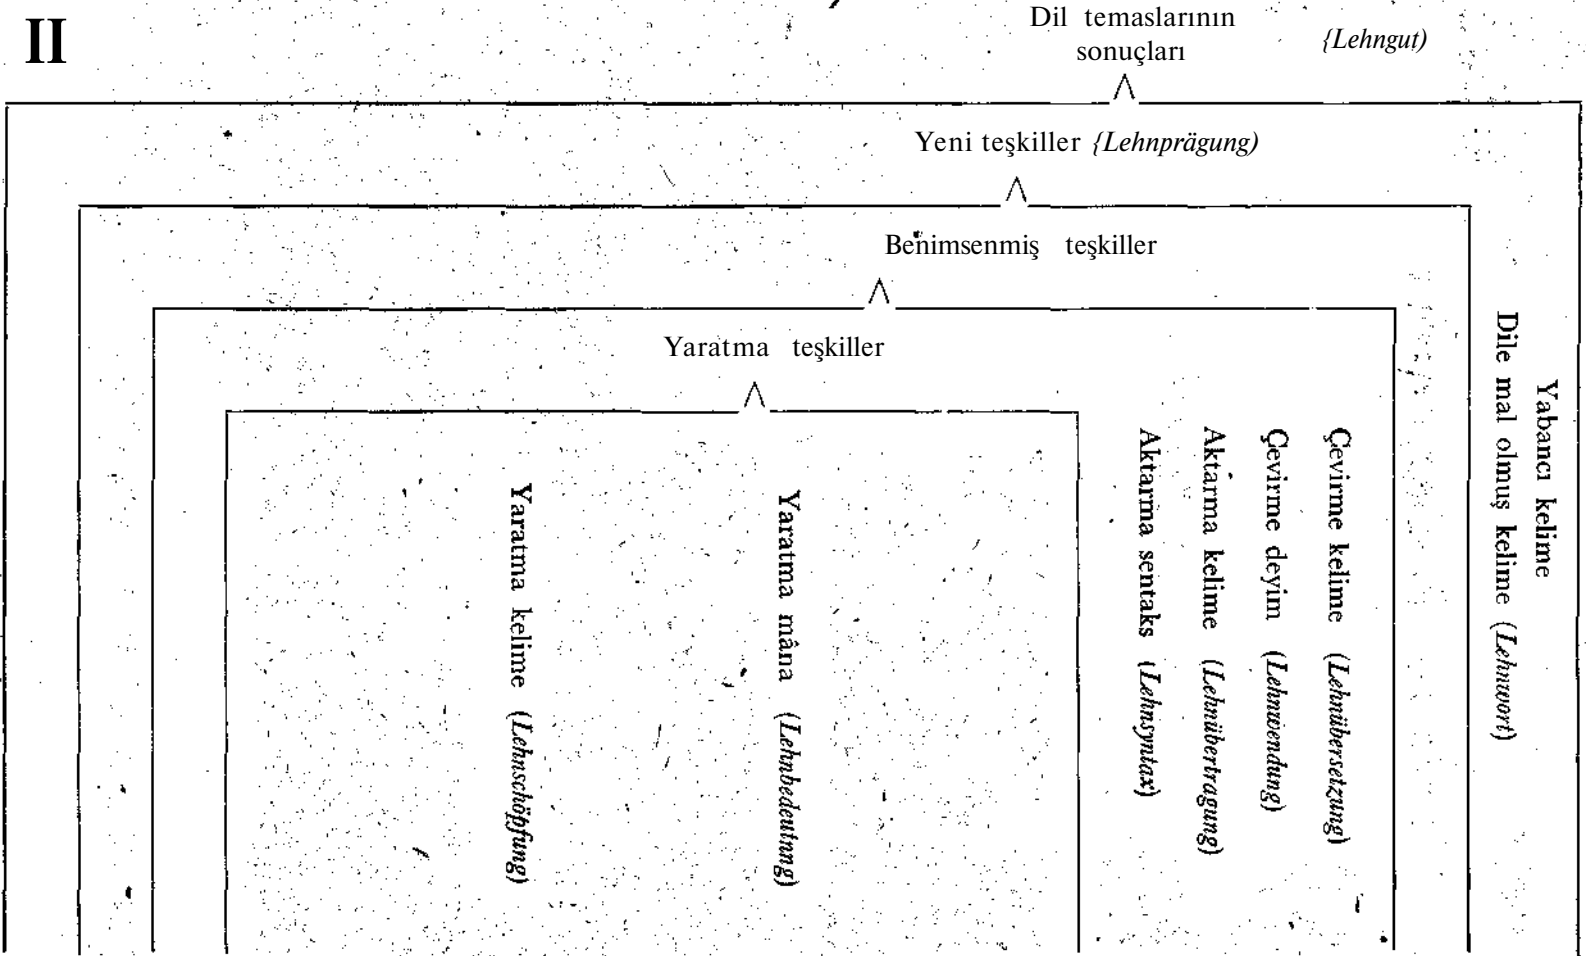 II
Dil temaslarının
sonuçları
{Lehngut)
Yeni teşkiller {Lehnprägung)
Benimsenmiş teşkiller
Yaratma teşkiller
Yabancı kelime
Dile mal olmuş kelime (Lehnwort)
Çevirme kelime (Lehnübersetzung)
Çevirme deyim (Lehnwendung)
Aktarma kelime (Lehnübertragung)
Aktarma sentaks (Lehnsyntax)
Yaratma mâna (Lehnbedeutnng)
Yaratma kelime (Lehnschöpfung)